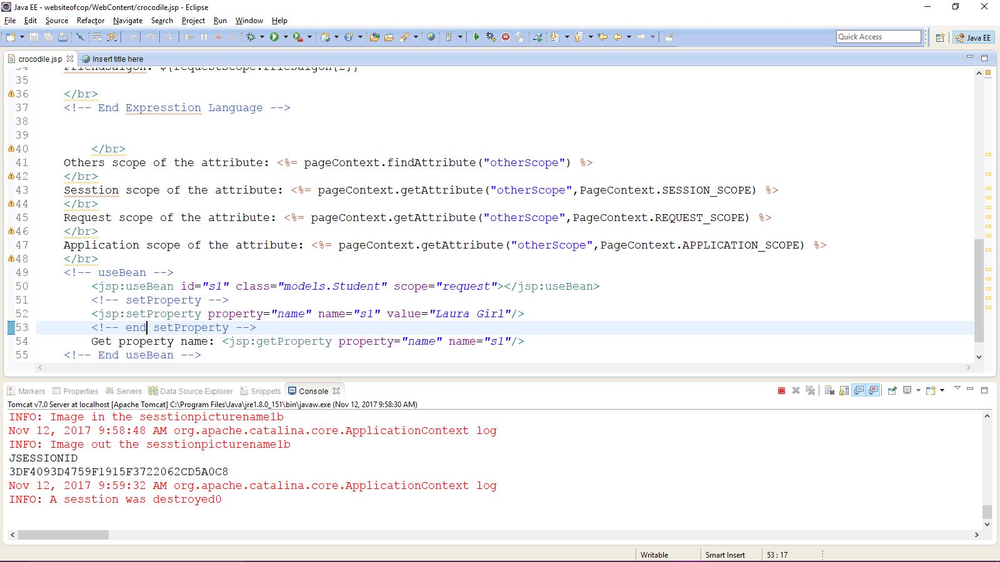 Java EE - websiteofcop/WebContent/crocodile.jsp - Eclipse
File Edit Source Refactor Navigate Search Project Run Window Help
Quick Access
Java EE
crocodile.jsp Insert title here
34 FriendSaigon: ${requestScope.friesaigon[2]}
35
36 </br>
37 <!-- End Expresstion Language -->
38
39
40 </br>
41 Others scope of the attribute: <%= pageContext.findAttribute("otherScope") %>
42 </br>
43 Sesstion scope of the attribute: <%= pageContext.getAttribute("otherScope",PageContext.SESSION_SCOPE) %>
44 </br>
45 Request scope of the attribute: <%= pageContext.getAttribute("otherScope",PageContext.REQUEST_SCOPE) %>
46 </br>
47 Application scope of the attribute: <%= pageContext.getAttribute("otherScope",PageContext.APPLICATION_SCOPE) %>
48 </br>
49 <!-- useBean -->
50 <jsp:useBean id="s1" class="models.Student" scope="request"></jsp:useBean>
51 <!-- setProperty -->
52 <jsp:setProperty property="name" name="s1" value="Laura Girl"/>
53 <!-- end setProperty -->
54 Get property name: <jsp:getProperty property="name" name="s1"/>
55 <!-- End useBean -->
Markers Properties Servers Data Source Explorer Snippets Console
Tomcat v7.0 Server at localhost [Apache Tomcat] C:\Program Files\Java\jre1.8.0_151\bin\javaw.exe (Nov 12, 2017 9:58:30 AM)
INFO: Image in the sesstionpicturename1b
Nov 12, 2017 9:58:48 AM org.apache.catalina.core.ApplicationContext log
INFO: Image out the sesstionpicturename1b
JSESSIONID
3DF4093D4759F1915F3722062CD5A0C8
Nov 12, 2017 9:59:32 AM org.apache.catalina.core.ApplicationContext log
INFO: A sesstion was destroyed0
Writable Smart Insert 53 : 17